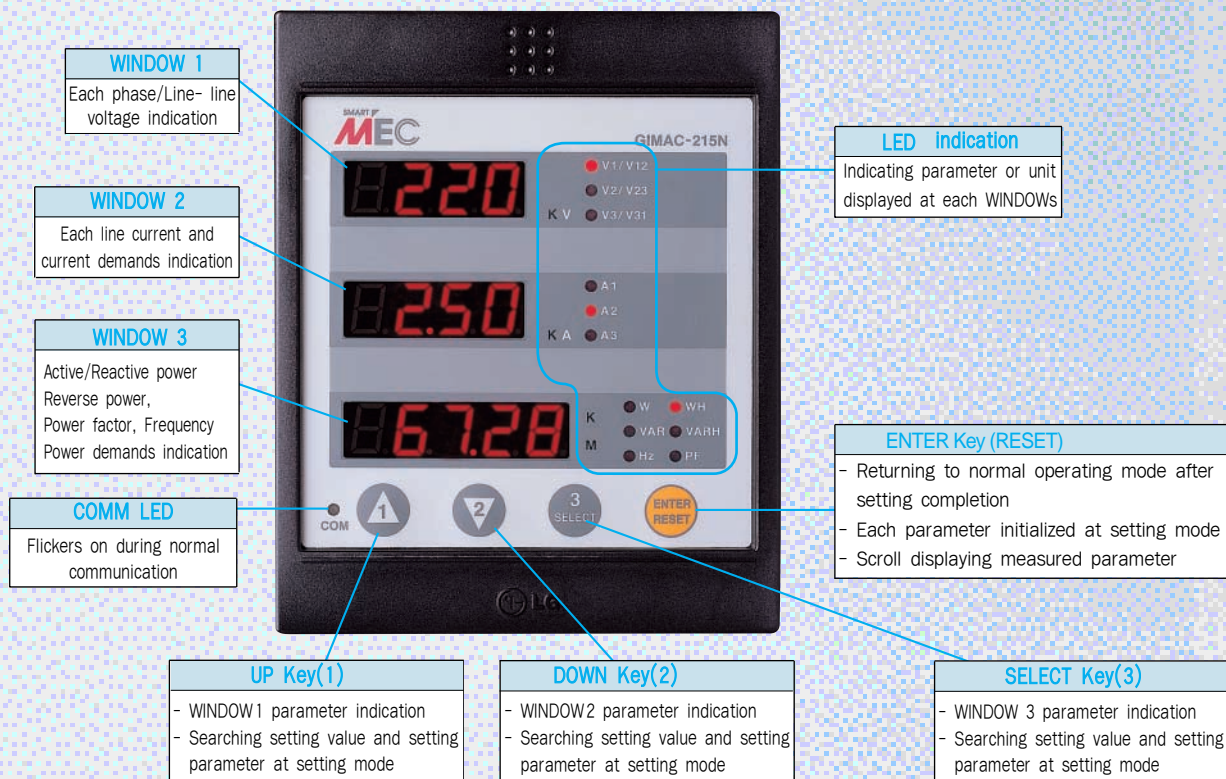 WINDOW 1
Each phase/Line- line
voltage indication
WINDOW 2
Each line current and
current demands indication
WINDOW 3
Active/Reactive power
Reverse power,
Power factor, Frequency
Power demands indication
COMM LED
Flickers on during normal
communication
SMART
MEC
GIMAC-215N
220
V1/V12
V2/V23
KV V3/V31
2.50
A1
A2
KA A3
67.28
K W WH
VAR VARH
M
Hz PF
COM
1
2
3
SELECT
ENTER
RESET
LG
LED indication
Indicating parameter or unit
displayed at each WINDOWs
ENTER Key (RESET)
- Returning to normal operating mode after
setting completion
- Each parameter initialized at setting mode
- Scroll displaying measured parameter
UP Key(1)
- WINDOW1 parameter indication
- Searching setting value and setting
parameter at setting mode
DOWN Key(2)
- WINDOW2 parameter indication
- Searching setting value and setting
parameter at setting mode
SELECT Key(3)
- WINDOW 3 parameter indication
- Searching setting value and setting
parameter at setting mode